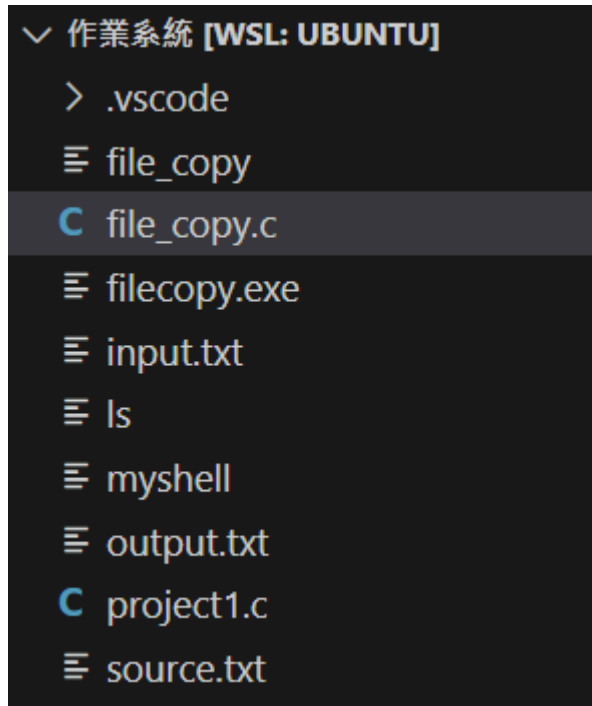 作業系統 [WSL: UBUNTU]
.vscode
file_copy
C file_copy.c
filecopy.exe
input.txt
ls
myshell
output.txt
C project1.c
source.txt